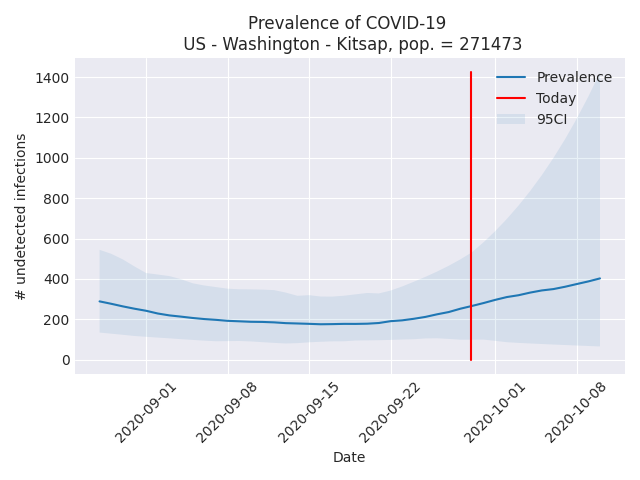 Prevalence of COVID-19
US - Washington - Kitsap, pop. = 271473
# undetected infections
1400
1200
1000
800
600
400
200
0
Prevalence
Today
95CI
2020-09-01
2020-09-08
2020-09-15
2020-09-22
2020-10-01
2020-10-08
Date